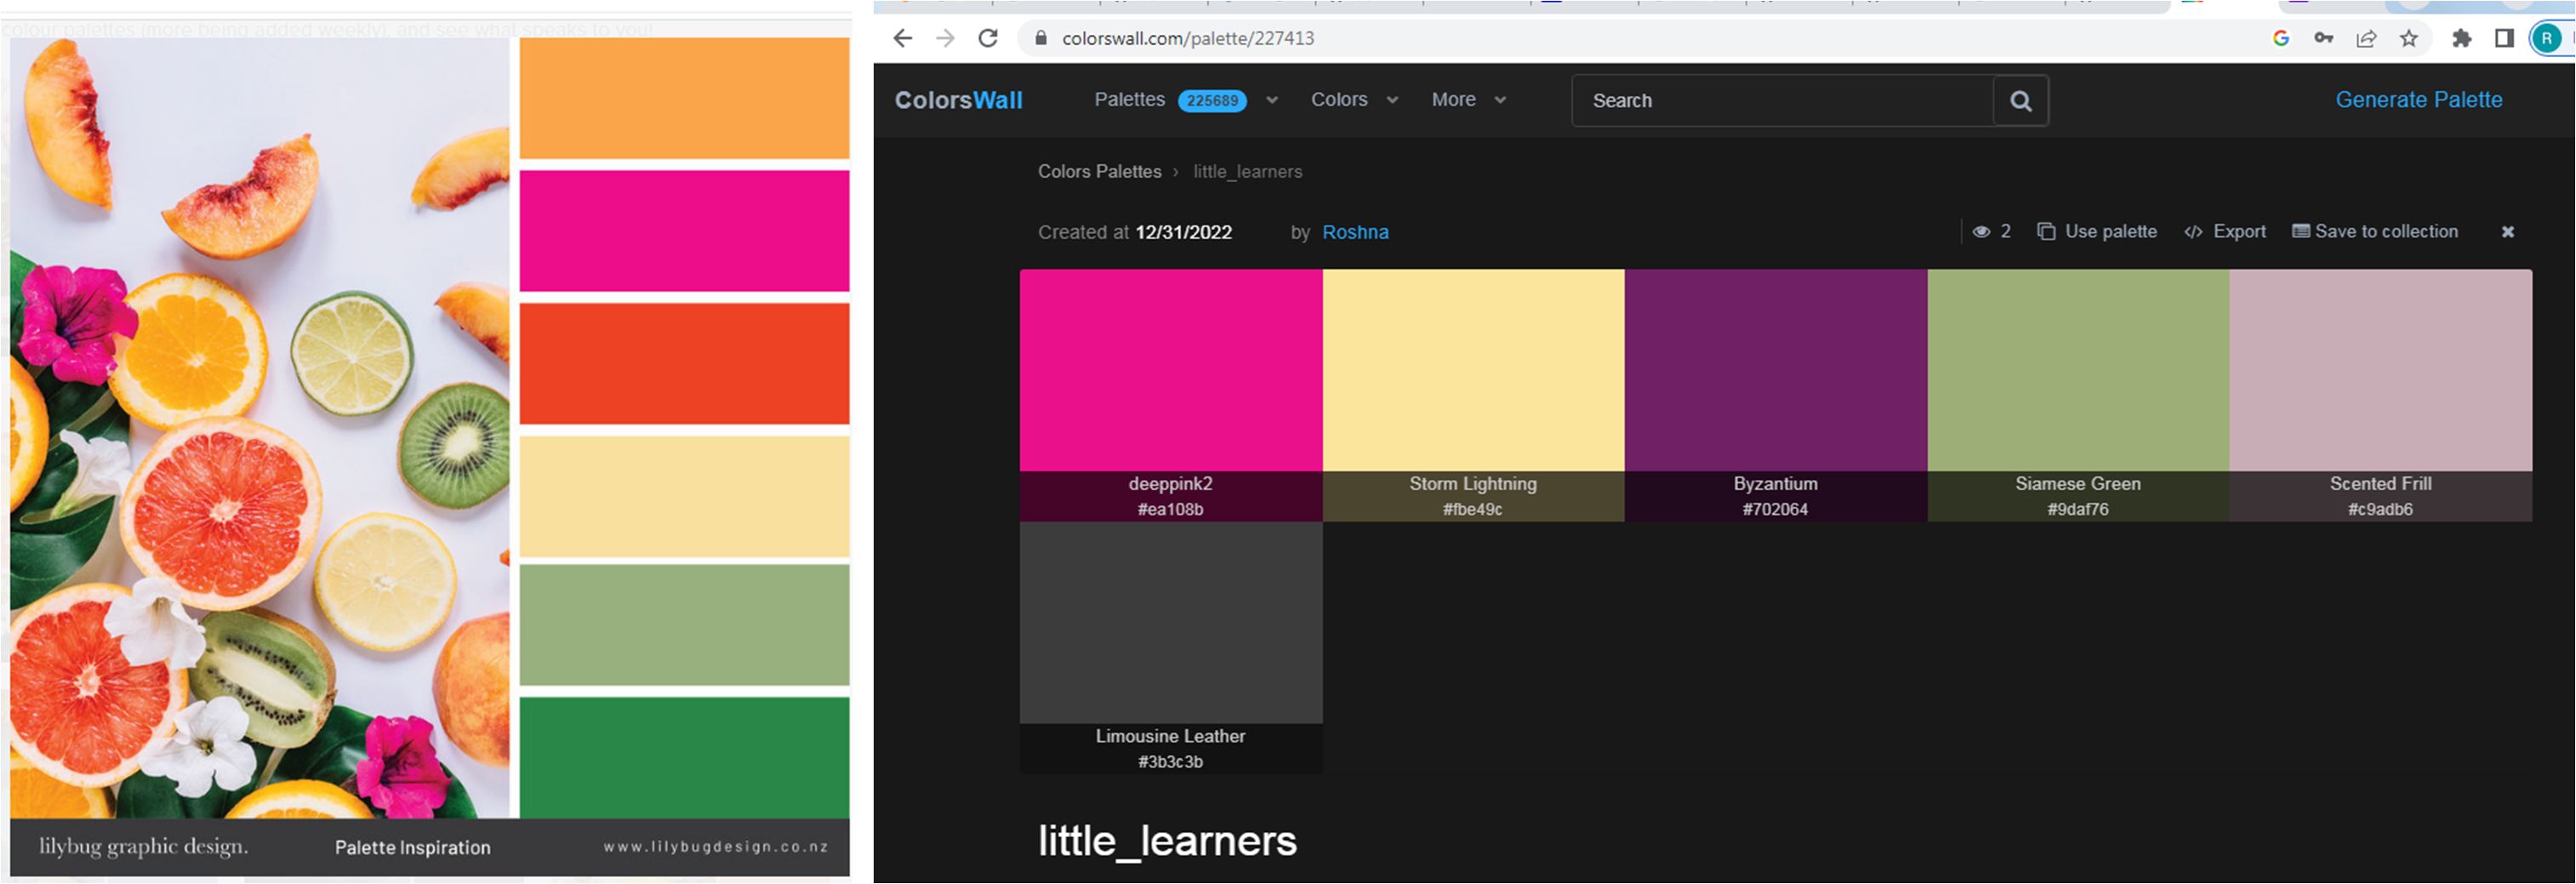 colour palettes (more being added weekly), and see what speaks to you!
lilybug graphic design.
Palette Inspiration
www.lilybugdesign.co.nz
colorswall.com/palette/227413
R
ColorsWall
Palettes 225689
Colors
More
Search
Generate Palette
Colors Palettes › little_learners
Created at 12/31/2022 by Roshna
2 Use palette </> Export Save to collection
deeppink2
#ea108b
Storm Lightning
#fbe49c
Byzantium
#702064
Siamese Green
#9daf76
Scented Frill
#c9adb6
Limousine Leather
#3b3c3b
little_learners